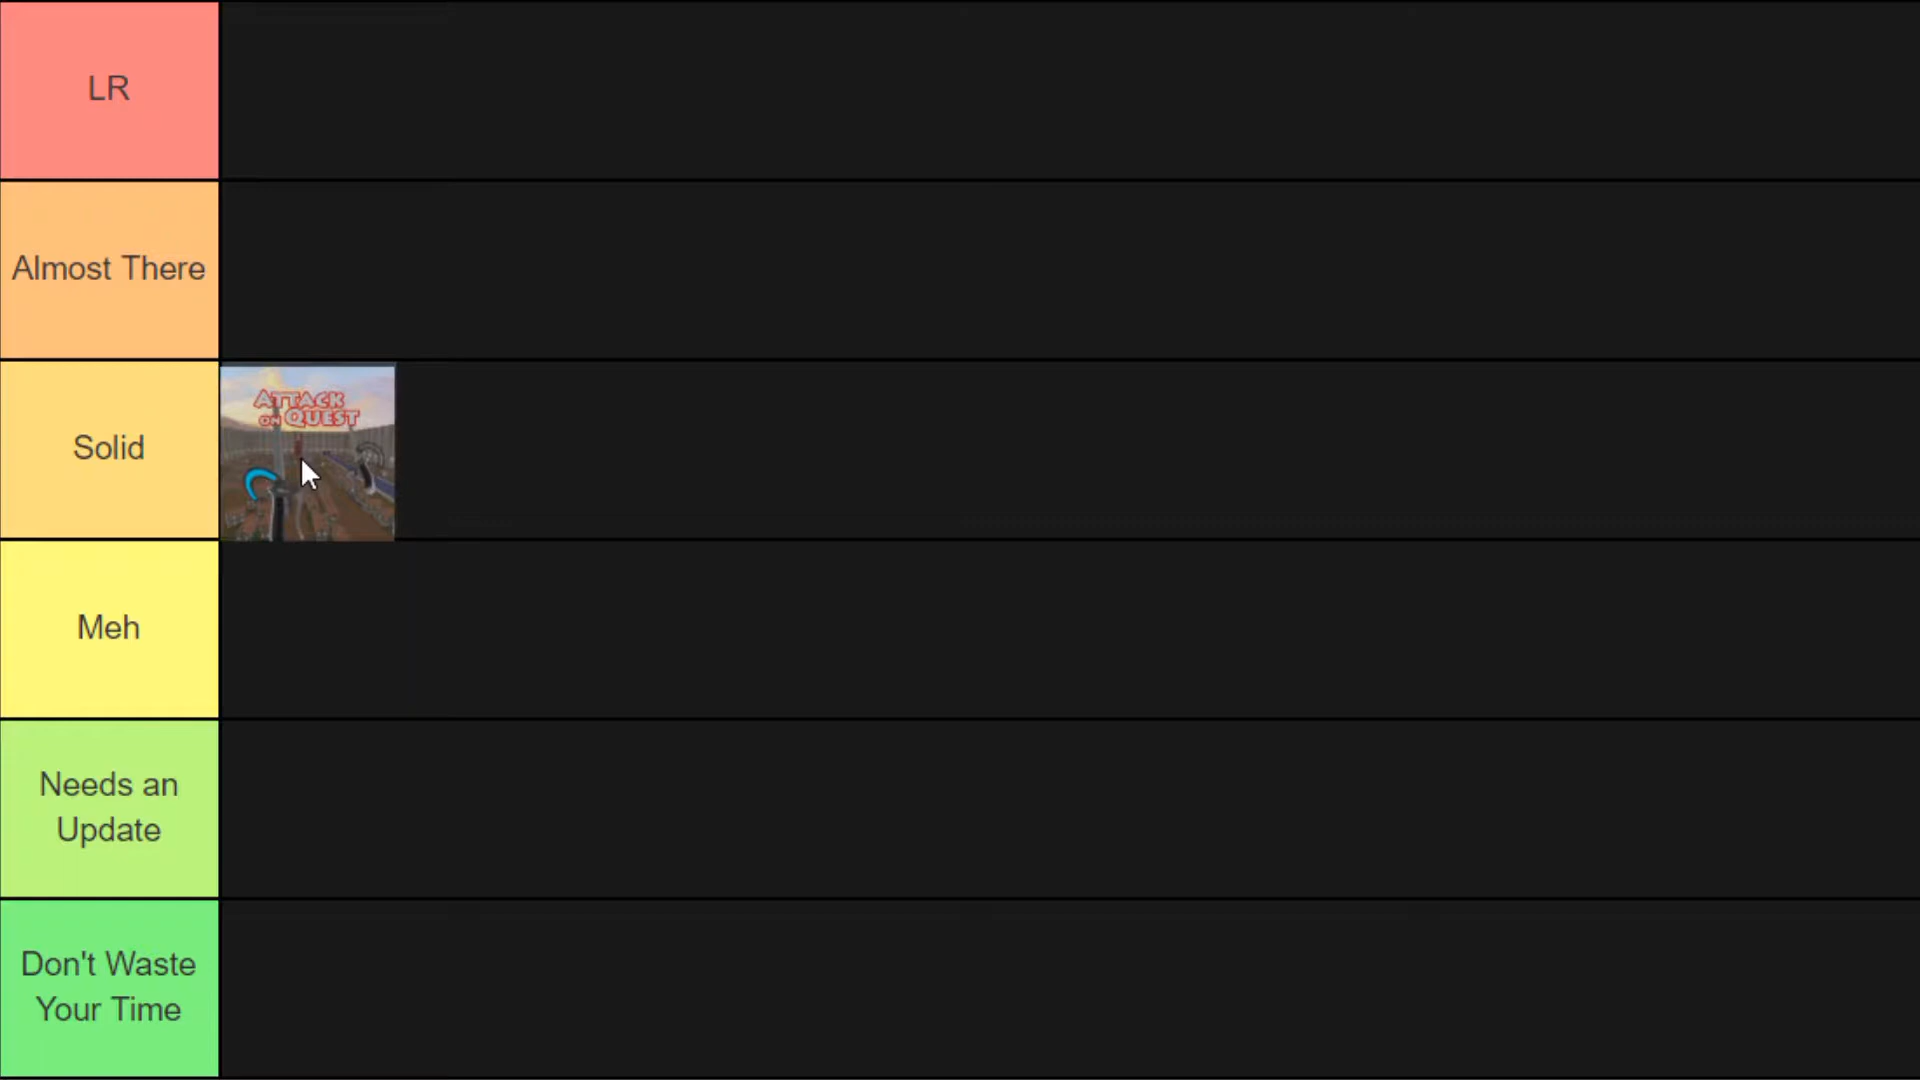 LR
Almost There
Solid
ATTACK
ON QUEST
Meh
Needs an
Update
Don't Waste
Your Time